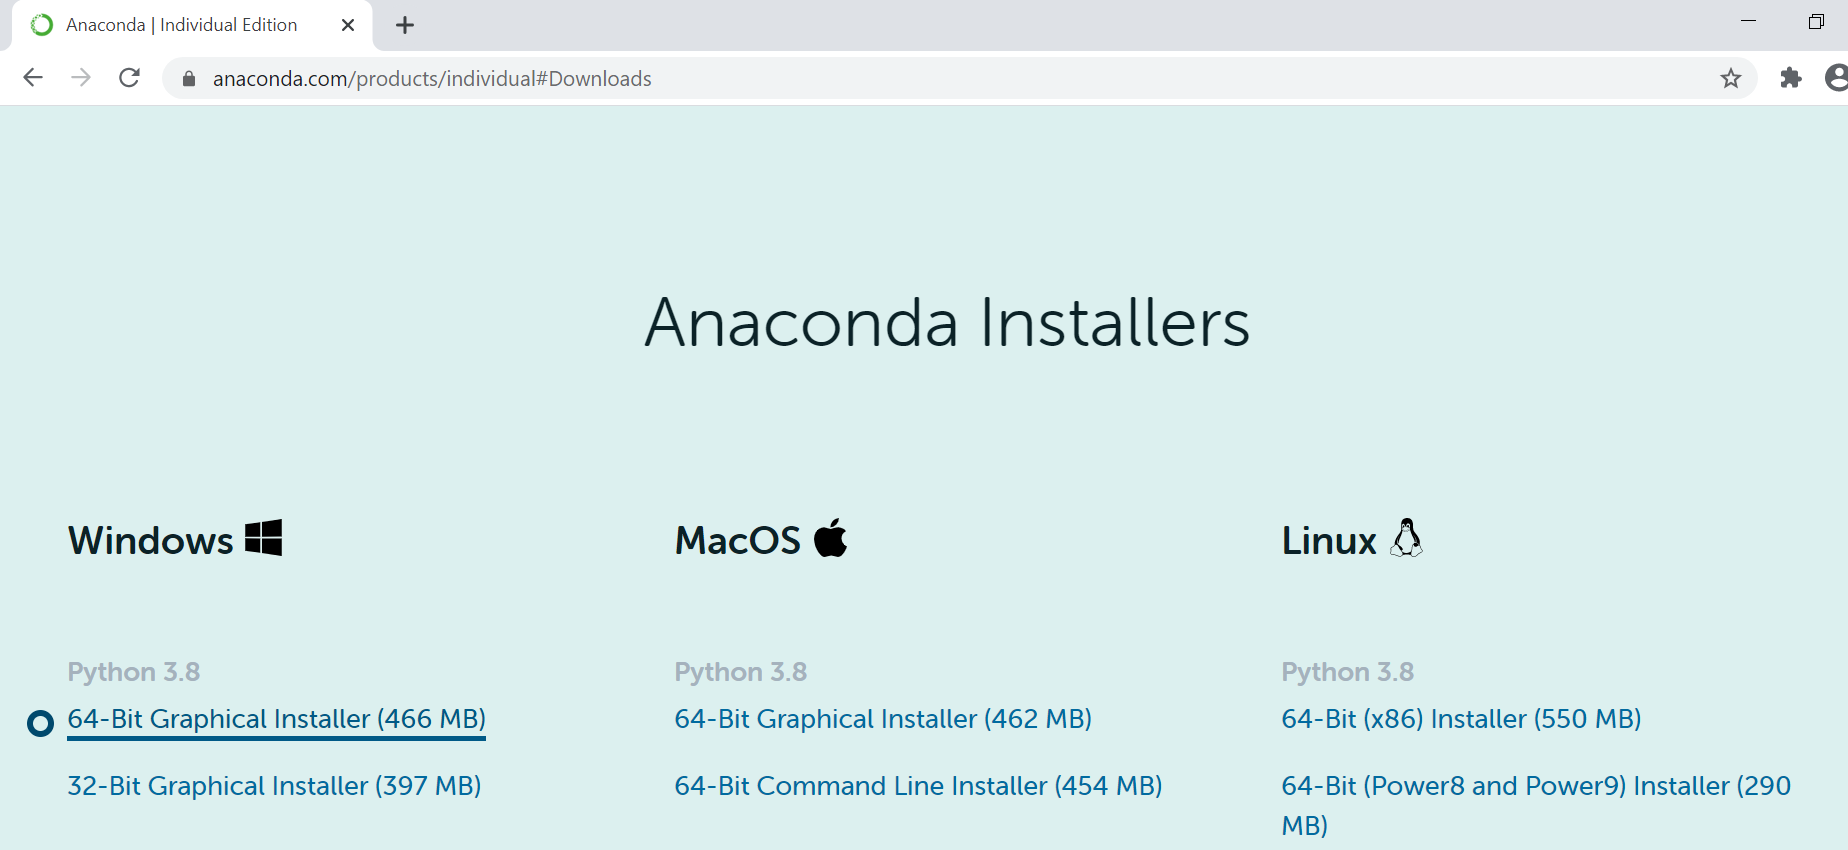 Anaconda | Individual Edition
anaconda.com/products/individual#Downloads
Anaconda Installers
Windows
MacOS
Linux
Python 3.8
64-Bit Graphical Installer (466 MB)
32-Bit Graphical Installer (397 MB)
Python 3.8
64-Bit Graphical Installer (462 MB)
64-Bit Command Line Installer (454 MB)
Python 3.8
64-Bit (x86) Installer (550 MB)
64-Bit (Power8 and Power9) Installer (290
MB)